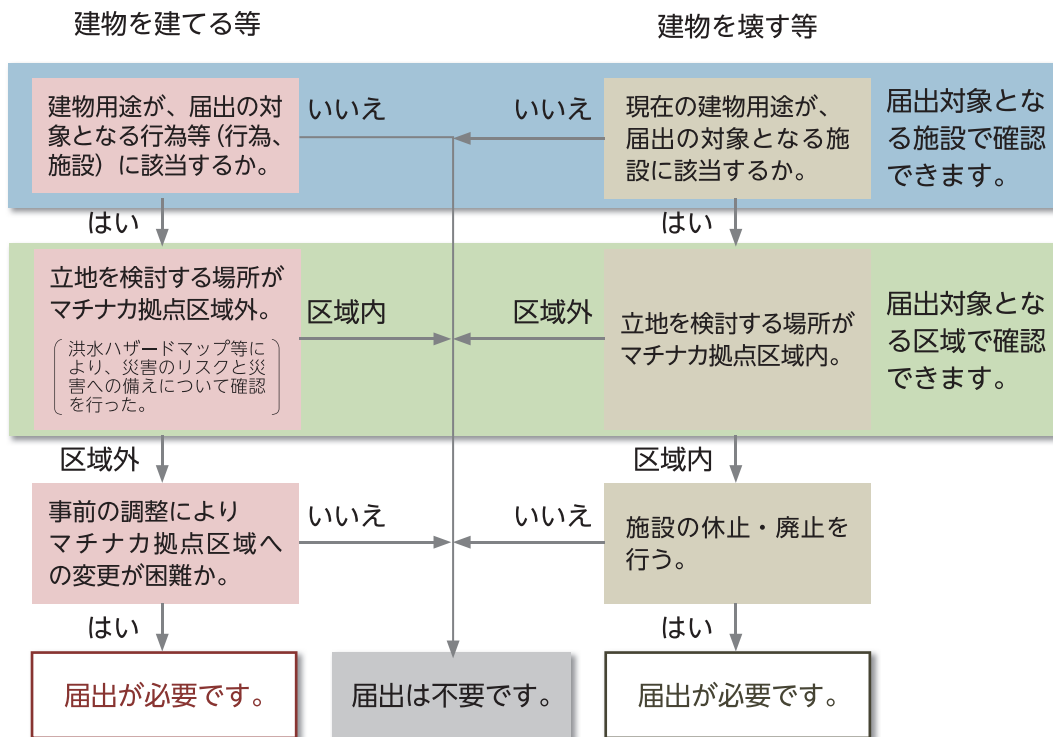 建物を建てる等
建物を壊す等
建物用途が、届出の対
象となる行為等（行為、
施設）に該当するか。
いいえ
いいえ
現在の建物用途が、
届出の対象となる施
設に該当するか。
届出対象とな
る施設で確認
できます。
はい
はい
立地を検討する場所が
マチナカ拠点区域外。
洪水ハザードマップ等に
より、災害のリスクと災
害への備えについて確認
を行った。
区域内
区域外
立地を検討する場所が
マチナカ拠点区域内。
届出対象とな
る区域で確認
できます。
区域外
区域内
事前の調整により
マチナカ拠点区域へ
の変更が困難か。
いいえ
いいえ
施設の休止・廃止を
行う。
はい
はい
届出が必要です。
届出は不要です。
届出が必要です。